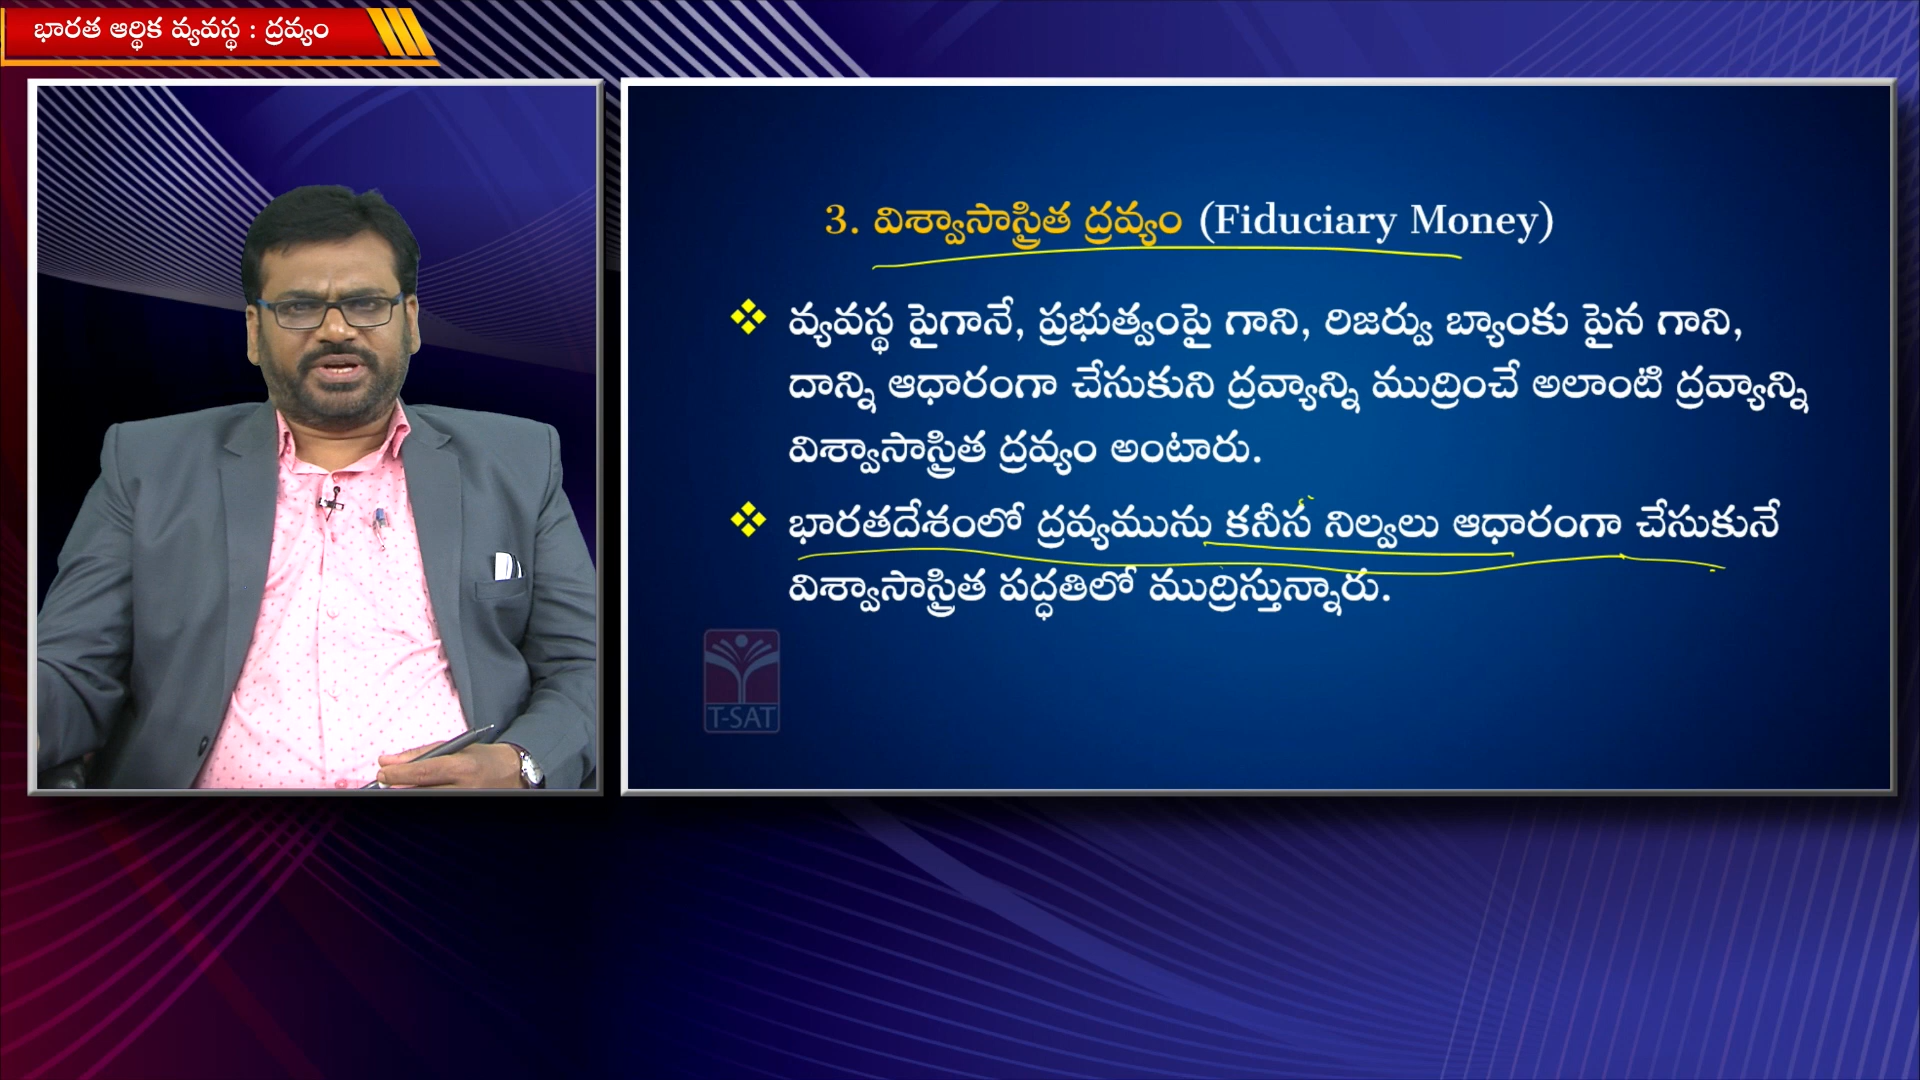 భారత ఆర్థిక వ్యవస్థ : ద్రవ్యం
3. విశ్వాసాస్రిత ద్రవ్యం (Fiduciary Money)
వ్యవస్థ పైగానే, ప్రభుత్వంపై గాని, రిజర్వు బ్యాంకు పైన గాని,
దాన్ని ఆధారంగా చేసుకుని ద్రవ్యాన్ని ముద్రించే అలాంటి ద్రవ్యాన్ని
విశ్వాసాస్రిత ద్రవ్యం అంటారు.
భారతదేశంలో ద్రవ్యమును కనీస నిల్వలు ఆధారంగా చేసుకునే
విశ్వాసాస్రిత పద్ధతిలో ముద్రిస్తున్నారు.
T-SAT